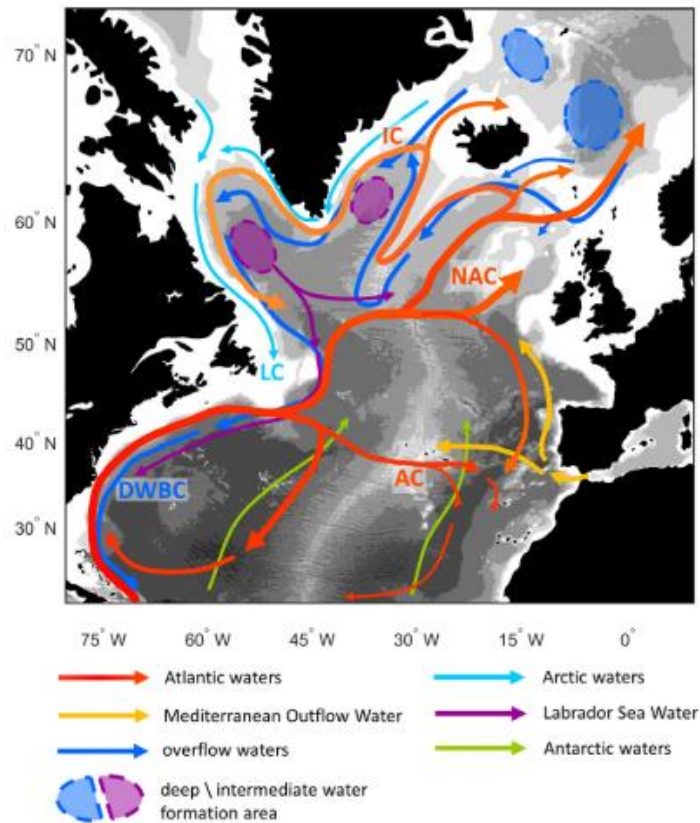 70° N
60° N
50° N
40° N
30° N
IC
NAC
LC
AC
DWBC
75° W
60° W
45° W
30° W
15° W
0°
Atlantic waters
Arctic waters
Mediterranean Outflow Water
Labrador Sea Water
overflow waters
Antarctic waters
deep \ intermediate water
formation area